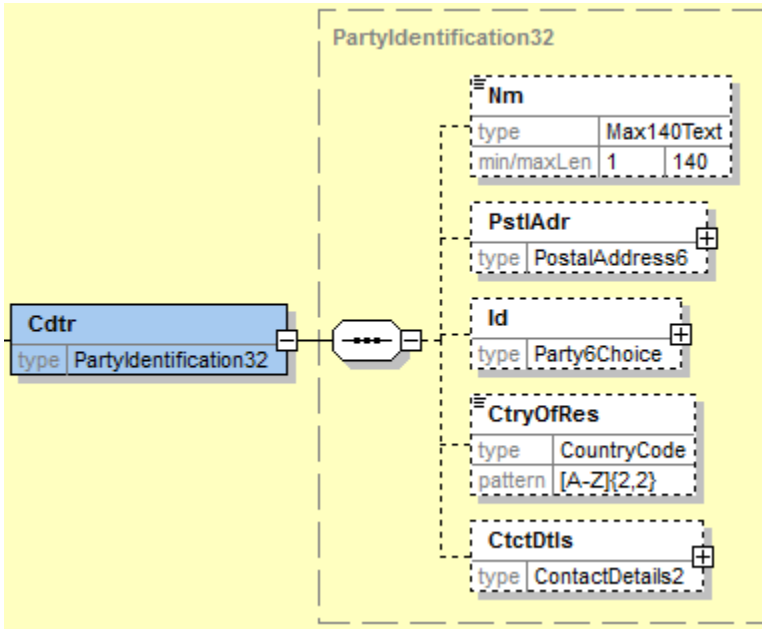 PartyIdentification32
Nm
type Max140Text
min/maxLen 1 140
PstlAdr
type PostalAddress6
Cdtr
type PartyIdentification32
Id
type Party6Choice
CtryOfRes
type CountryCode
pattern [A-Z]{2,2}
CtctDtls
type ContactDetails2